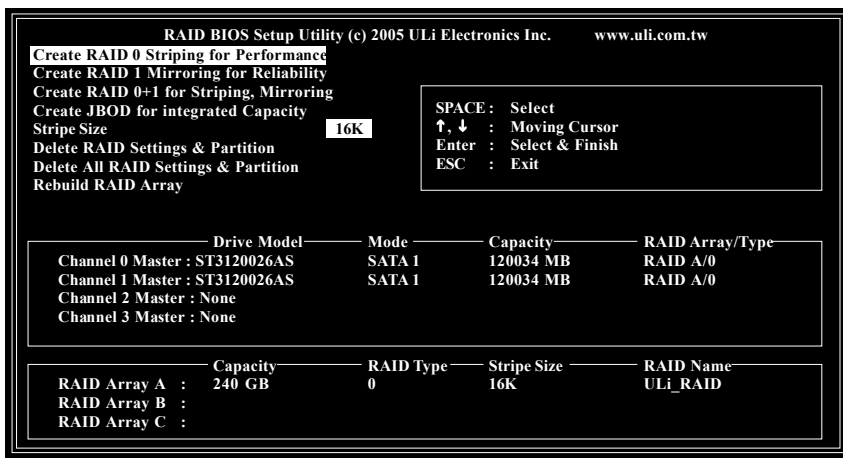 RAID BIOS Setup Utility (c) 2005 ULi Electronics Inc. www.uli.com.tw
Create RAID 0 Striping for Performance
Create RAID 1 Mirroring for Reliability
Create RAID 0+1 for Striping, Mirroring
Create JBOD for integrated Capacity
Stripe Size 16K
Delete RAID Settings & Partition
Delete All RAID Settings & Partition
Rebuild RAID Array
SPACE : Select
↑, ↓ : Moving Cursor
Enter : Select & Finish
ESC : Exit
Drive Model Mode Capacity RAID Array/Type
Channel 0 Master : ST3120026AS SATA 1 120034 MB RAID A/0
Channel 1 Master : ST3120026AS SATA 1 120034 MB RAID A/0
Channel 2 Master : None
Channel 3 Master : None
Capacity RAID Type Stripe Size RAID Name
RAID Array A : 240 GB 0 16K ULi_RAID
RAID Array B :
RAID Array C :